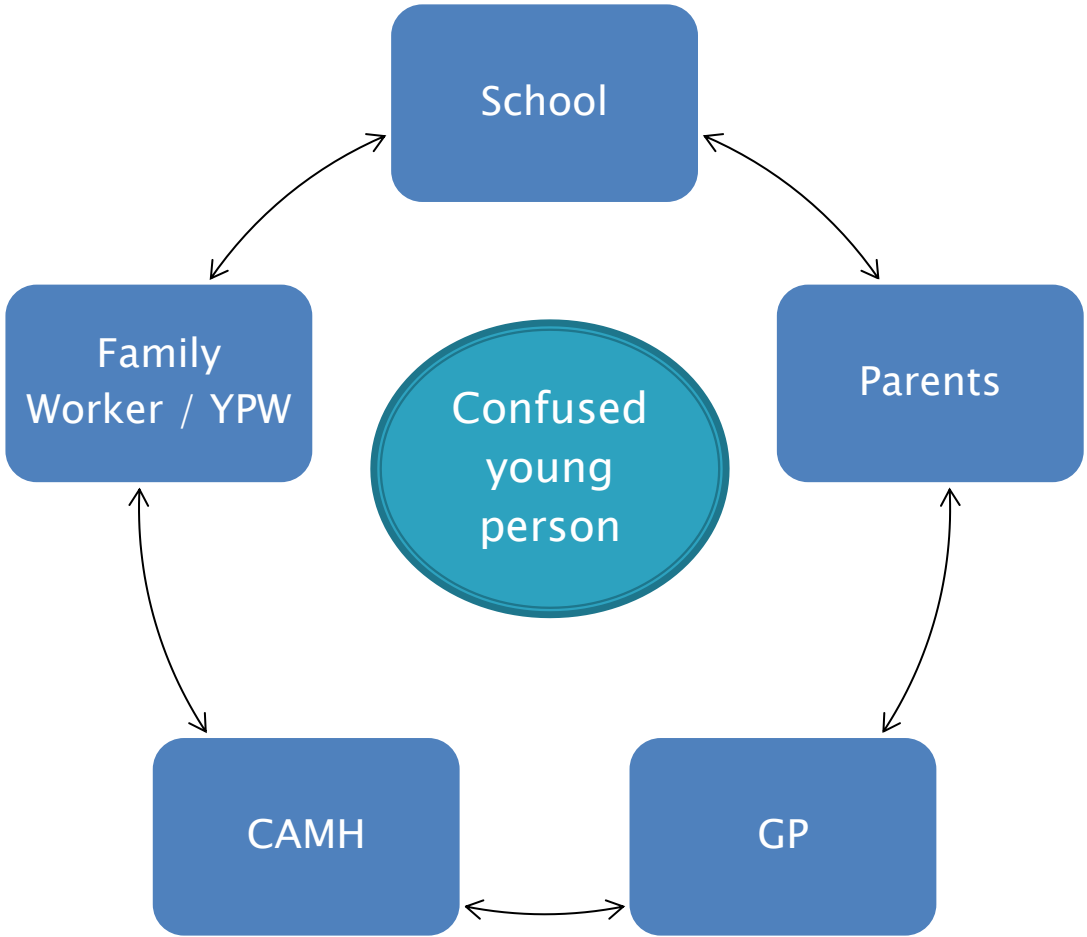 School
Family
Worker / YPW
Parents
Confused
young
person
CAMH
GP